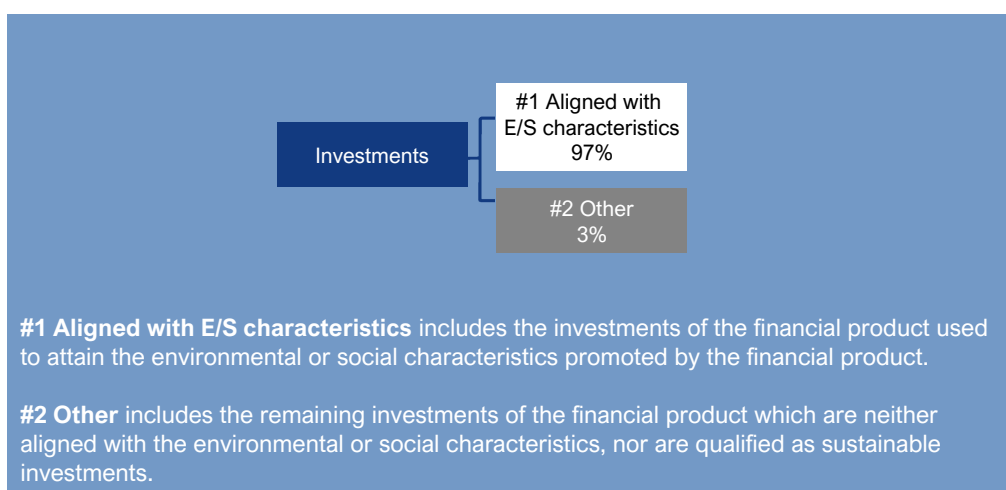 #1 Aligned with
E/S characteristics
97%
Investments
#2 Other
3%
#1 Aligned with E/S characteristics includes the investments of the financial product used
to attain the environmental or social characteristics promoted by the financial product.
#2 Other includes the remaining investments of the financial product which are neither
aligned with the environmental or social characteristics, nor are qualified as sustainable
investments.